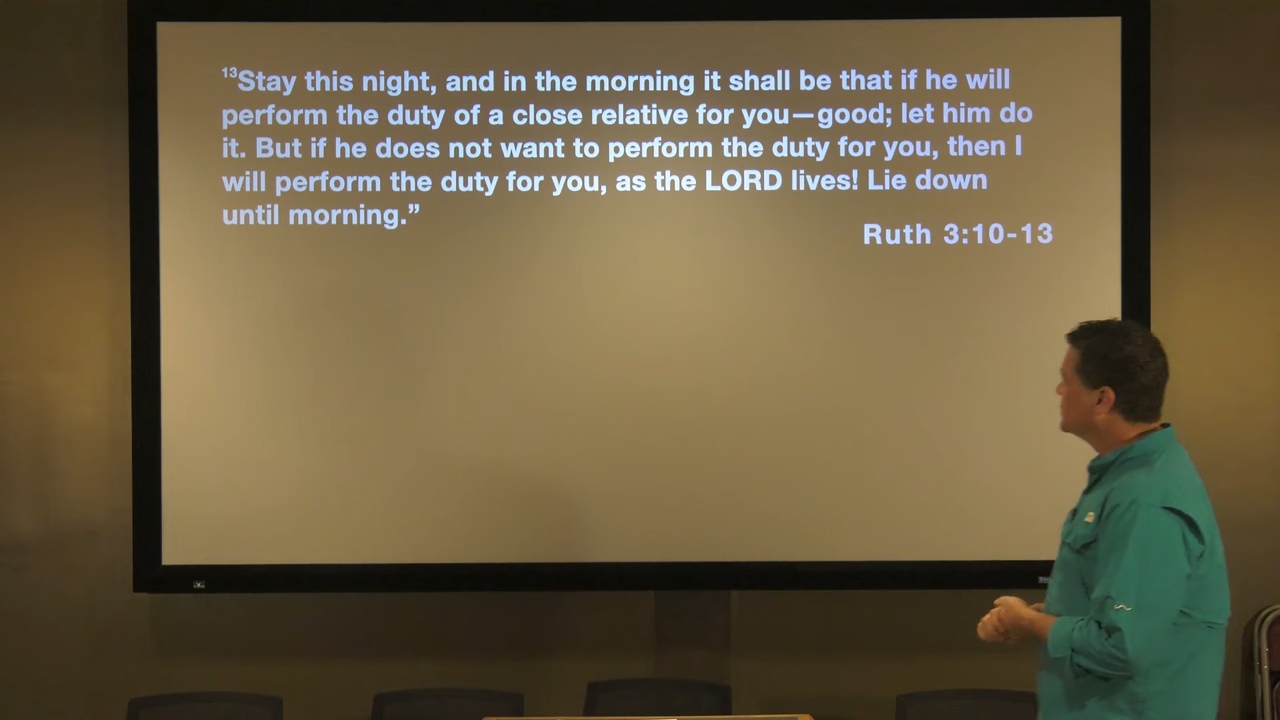 ¹³Stay this night, and in the morning it shall be that if he will
perform the duty of a close relative for you—good; let him do
it. But if he does not want to perform the duty for you, then I
will perform the duty for you, as the LORD lives! Lie down
until morning.”
Ruth 3:10-13